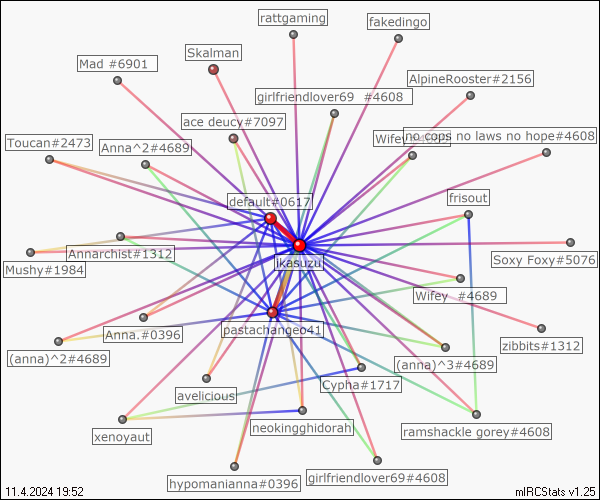 rattgaming
fakedingo
Skalman
Mad #6901
AlpineRooster#2156
girlfriendlover69 #4608
ace deucy#7097
no cops no laws no hope#4608
Toucan#2473
Anna^2#4689
Wifey
default#0617
frisout
Annarchist#1312
Soxy Foxy#5076
ikasuzu
Mushy#1984
Wifey #4689
Anna.#0396
pastachangeo41
zibbits#1312
(anna)^2#4689
(anna)^3#4689
Cypha#1717
avelicious
neokingghidorah
ramshackle gorey#4608
xenoyaut
girlfriendlover69#4608
hypomanianna#0396
11.4.2024 19:52
mIRCStats v1.25